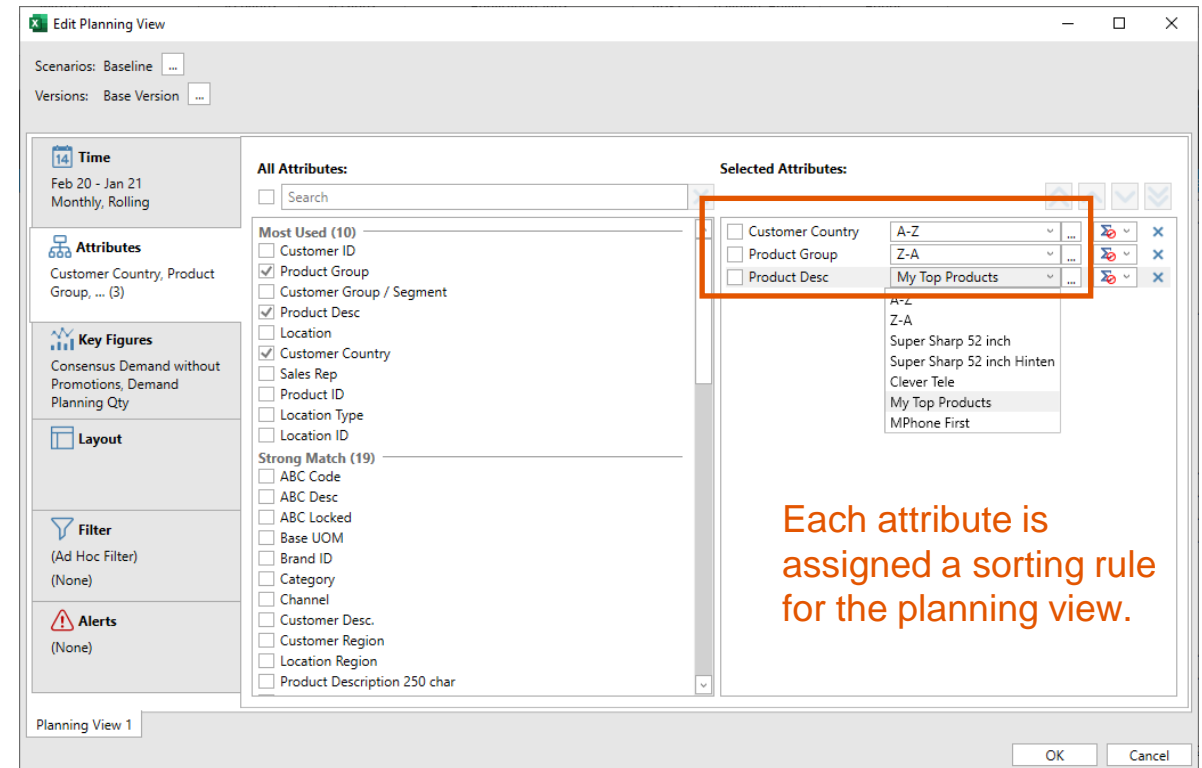 Edit Planning View
Scenarios: Baseline ...
Versions: Base Version ...
14 Time
Feb 20 - Jan 21
Monthly, Rolling
Attributes
Customer Country, Product
Group, ... (3)
Key Figures
Consensus Demand without
Promotions, Demand
Planning Qty
Layout
Filter
(Ad Hoc Filter)
(None)
Alerts
(None)
All Attributes:
Search
Most Used (10)
Customer ID
Product Group
Customer Group / Segment
Product Desc
Location
Customer Country
Sales Rep
Product ID
Location Type
Location ID
Strong Match (19)
ABC Code
ABC Desc
ABC Locked
Base UOM
Brand ID
Category
Channel
Customer Desc.
Customer Region
Location Region
Product Description 250 char
Selected Attributes:
Customer Country A-Z ...
Product Group Z-A ...
Product Desc My Top Products ...
A-Z
Z-A
Super Sharp 52 inch
Super Sharp 52 inch Hinten
Clever Tele
My Top Products
MPhone First
Each attribute is
assigned a sorting rule
for the planning view.
Planning View 1
OK Cancel